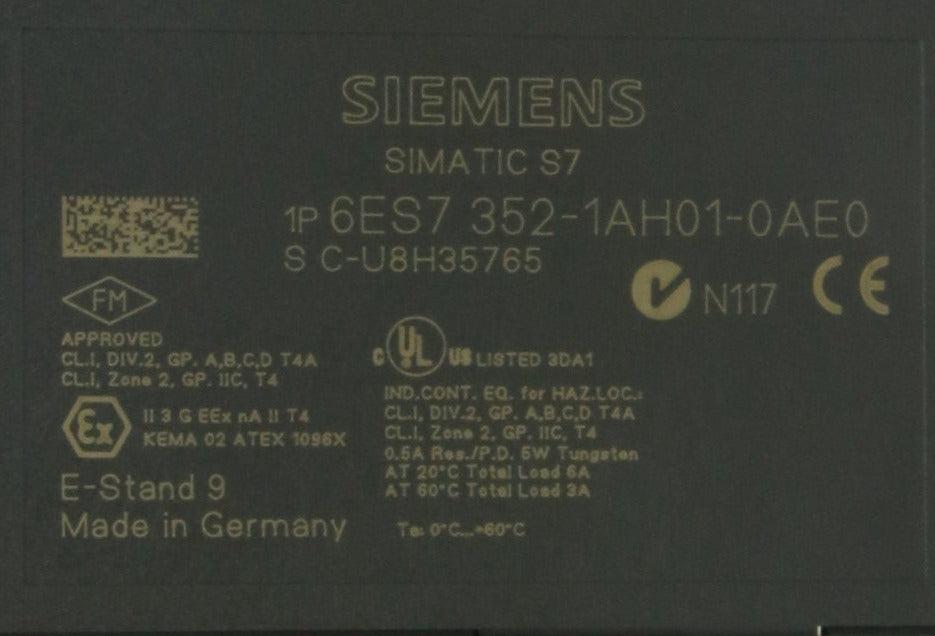 SIEMENS
SIMATIC S7
1P 6ES7 352-1AH01-0AE0
S C-U8H35765
N117 CE
FM
APPROVED
CL.I, DIV.2, GP. A,B,C,D T4A
CL.I, Zone 2, GP. IIC, T4
Ex
II 3 G EEx nA II T4
KEMA 02 ATEX 1096X
E-Stand 9
Made in Germany
C UL US LISTED 3DA1
IND.CONT. EQ. for HAZ.LOC.:
CL.I, DIV.2, GP. A,B,C,D T4A
CL.I, Zone 2, GP. IIC, T4
0.5A Res./P.D. 5W Tungsten
AT 20°C Total Load 6A
AT 60°C Total Load 3A
Ta: 0°C...+60°C